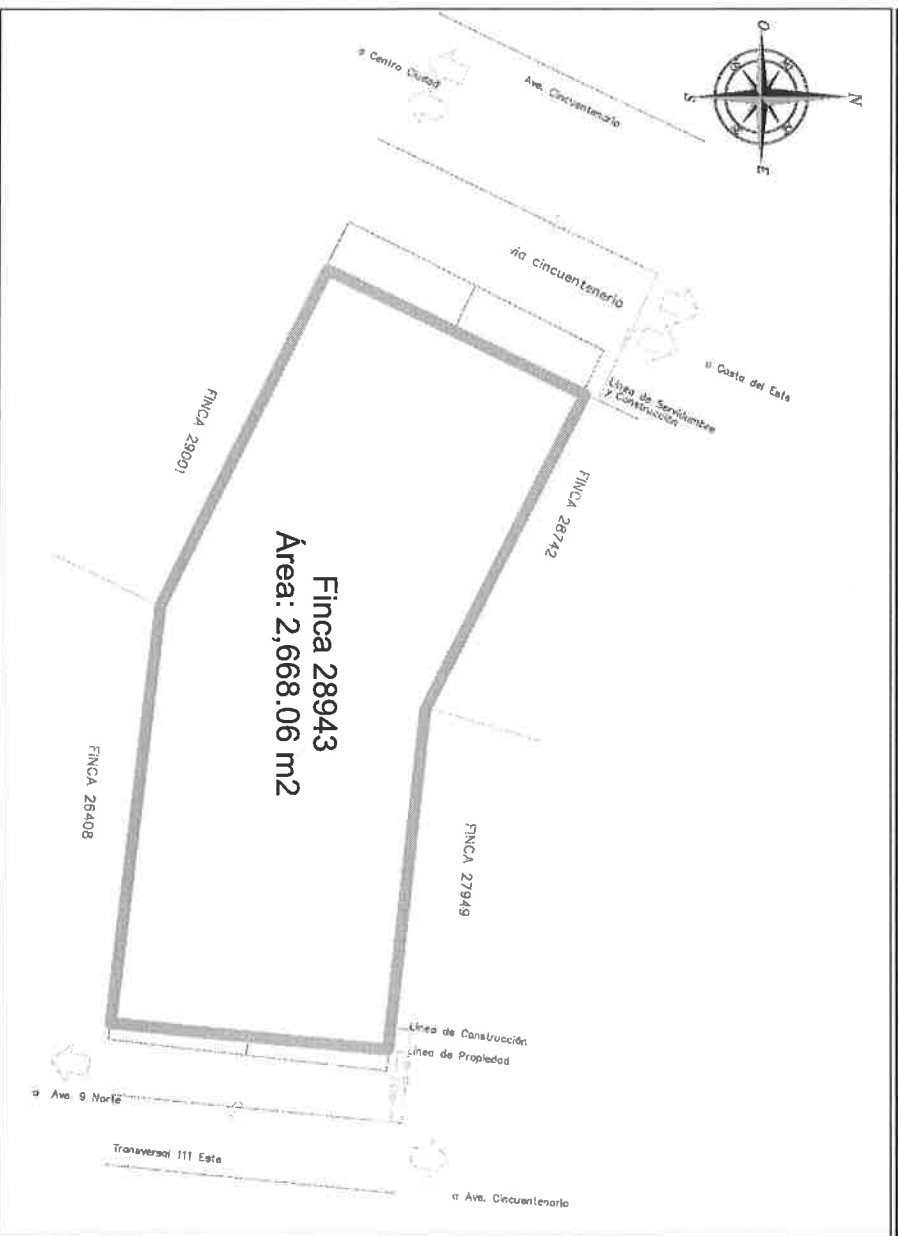 N
O
E
S
Ave. Cincuentenario
a Centro Ciudad
via cincuentenario
a Costa del Este
Línea de Servidumbre
y Construcción
FINCA 28742
FINCA 29001
Finca 28943
Área: 2,668.06 m2
FINCA 27949
FINCA 26408
Línea de Construcción
Línea de Propiedad
a Ave. 9 Norte
Transversal 111 Este
a Ave. Cincuentenario